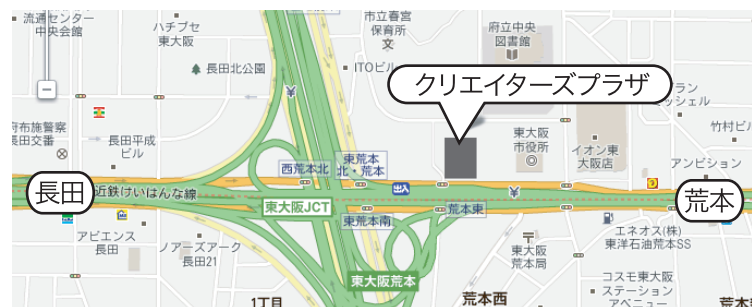 流通センター
中央会館
ハチプセ
東大阪
市立春宮
保育所
文
府立中央
図書館
長田北公園
ITOビル
クリエイターズプラザ
ラン
ッシェル
竹村ビル
府布施警察
長田交番
長田平成
ビル
西荒本北
東荒本
北・荒本
東大阪
市役所
イオン東
大阪店
アンビション
長田
近鉄けいはんな線
出入
荒本
東大阪JCT
東荒本南
荒本東
アビエンス
長田
ノアーズアーク
長田21
東大阪
荒本局
エネオス(株)
東洋石油荒本SS
東大阪荒本
コスモ東大阪
ステーション
アベニュー
1丁目
荒本西
荒本